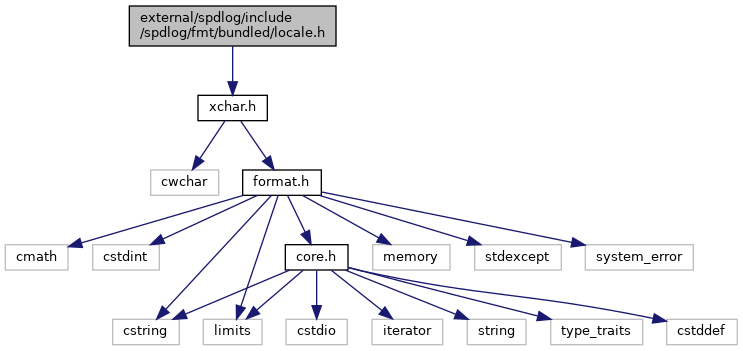 external/spdlog/include
/spdlog/fmt/bundled/locale.h
xchar.h
cwchar
format.h
cmath
cstdint
core.h
memory
stdexcept
system_error
cstring
limits
cstdio
iterator
string
type_traits
cstddef